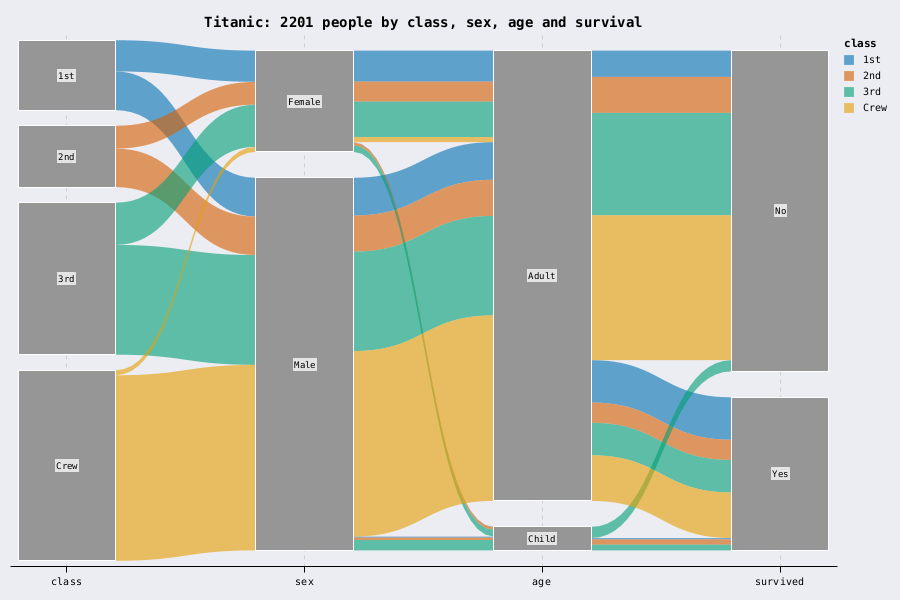 Titanic: 2201 people by class, sex, age and survival
class
1st
2nd
3rd
Crew
1st
2nd
3rd
Crew
Female
Male
Adult
Child
No
Yes
class
sex
age
survived